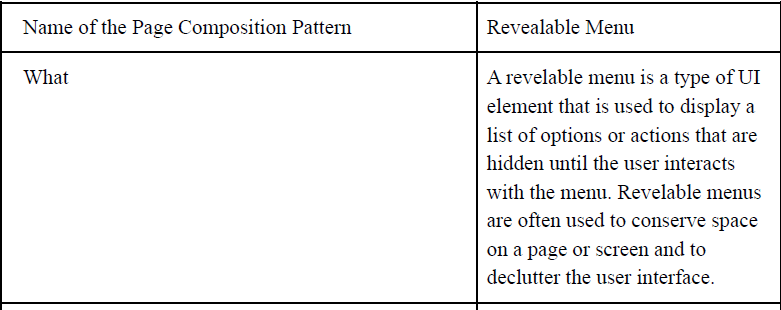 Name of the Page Composition Pattern
Revealable Menu
What
A revelable menu is a type of UI
element that is used to display a
list of options or actions that are
hidden until the user interacts
with the menu. Revelable menus
are often used to conserve space
on a page or screen and to
declutter the user interface.